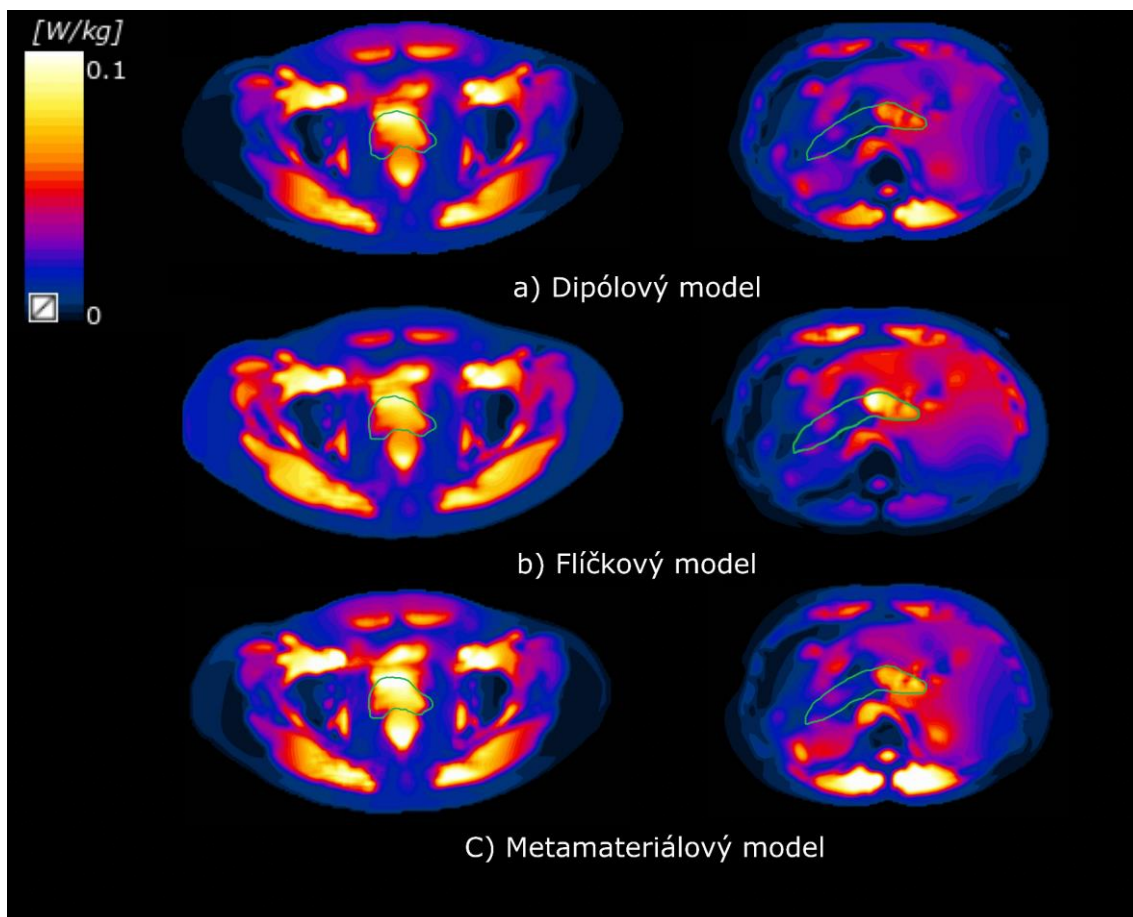 [W/kg]
0.1
0
a) Dipólový model
b) Flíčkový model
C) Metamateriálový model